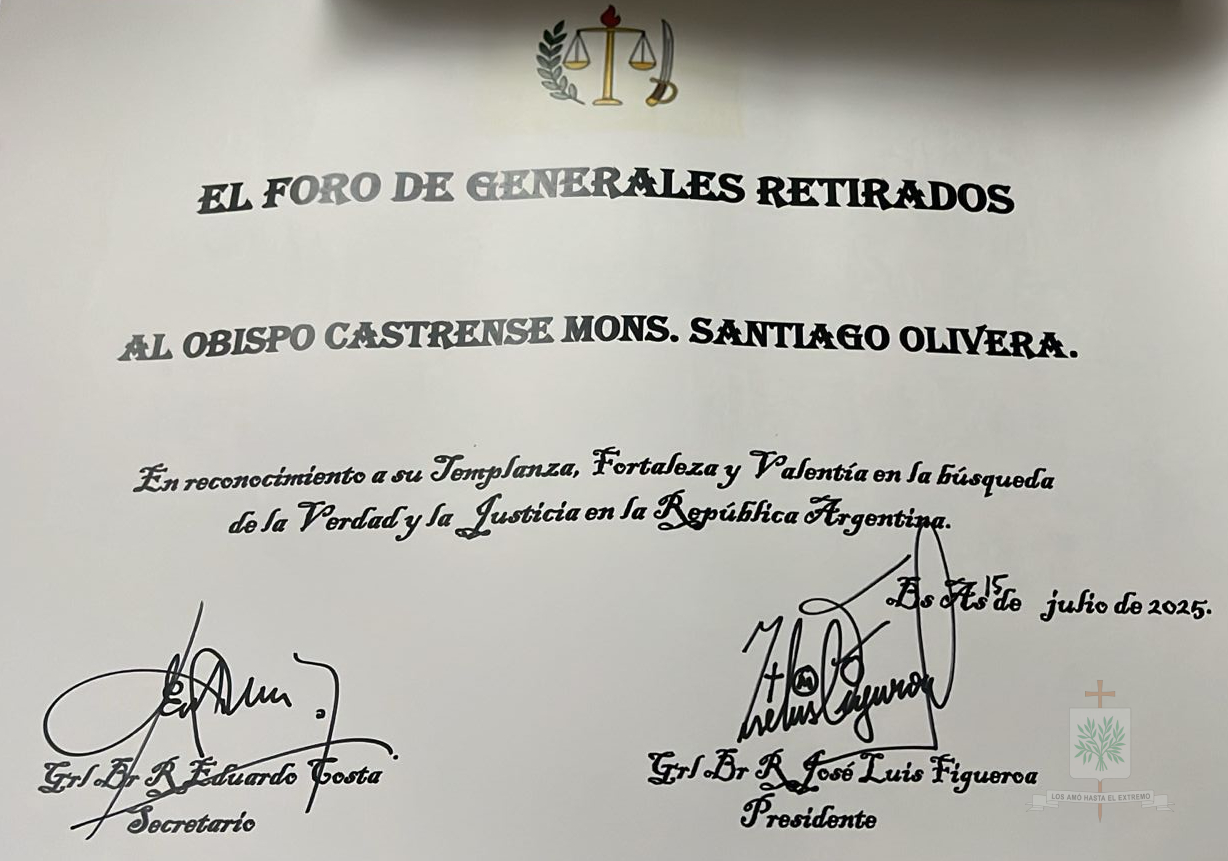 EL FORO DE GENERALES RETIRADOS
AL OBISPO CASTRENSE MONS. SANTIAGO OLIVERA.
En reconocimiento a su Templanza, Fortaleza y Valentía en la búsqueda
de la Verdad y la Justicia en la República Argentina.
Bs As 15 de julio de 2025.
Grl Br R Eduardo Costa
Secretario
Grl Br R José Luis Figueroa
Presidente
LOS AMÓ HASTA EL EXTREMO